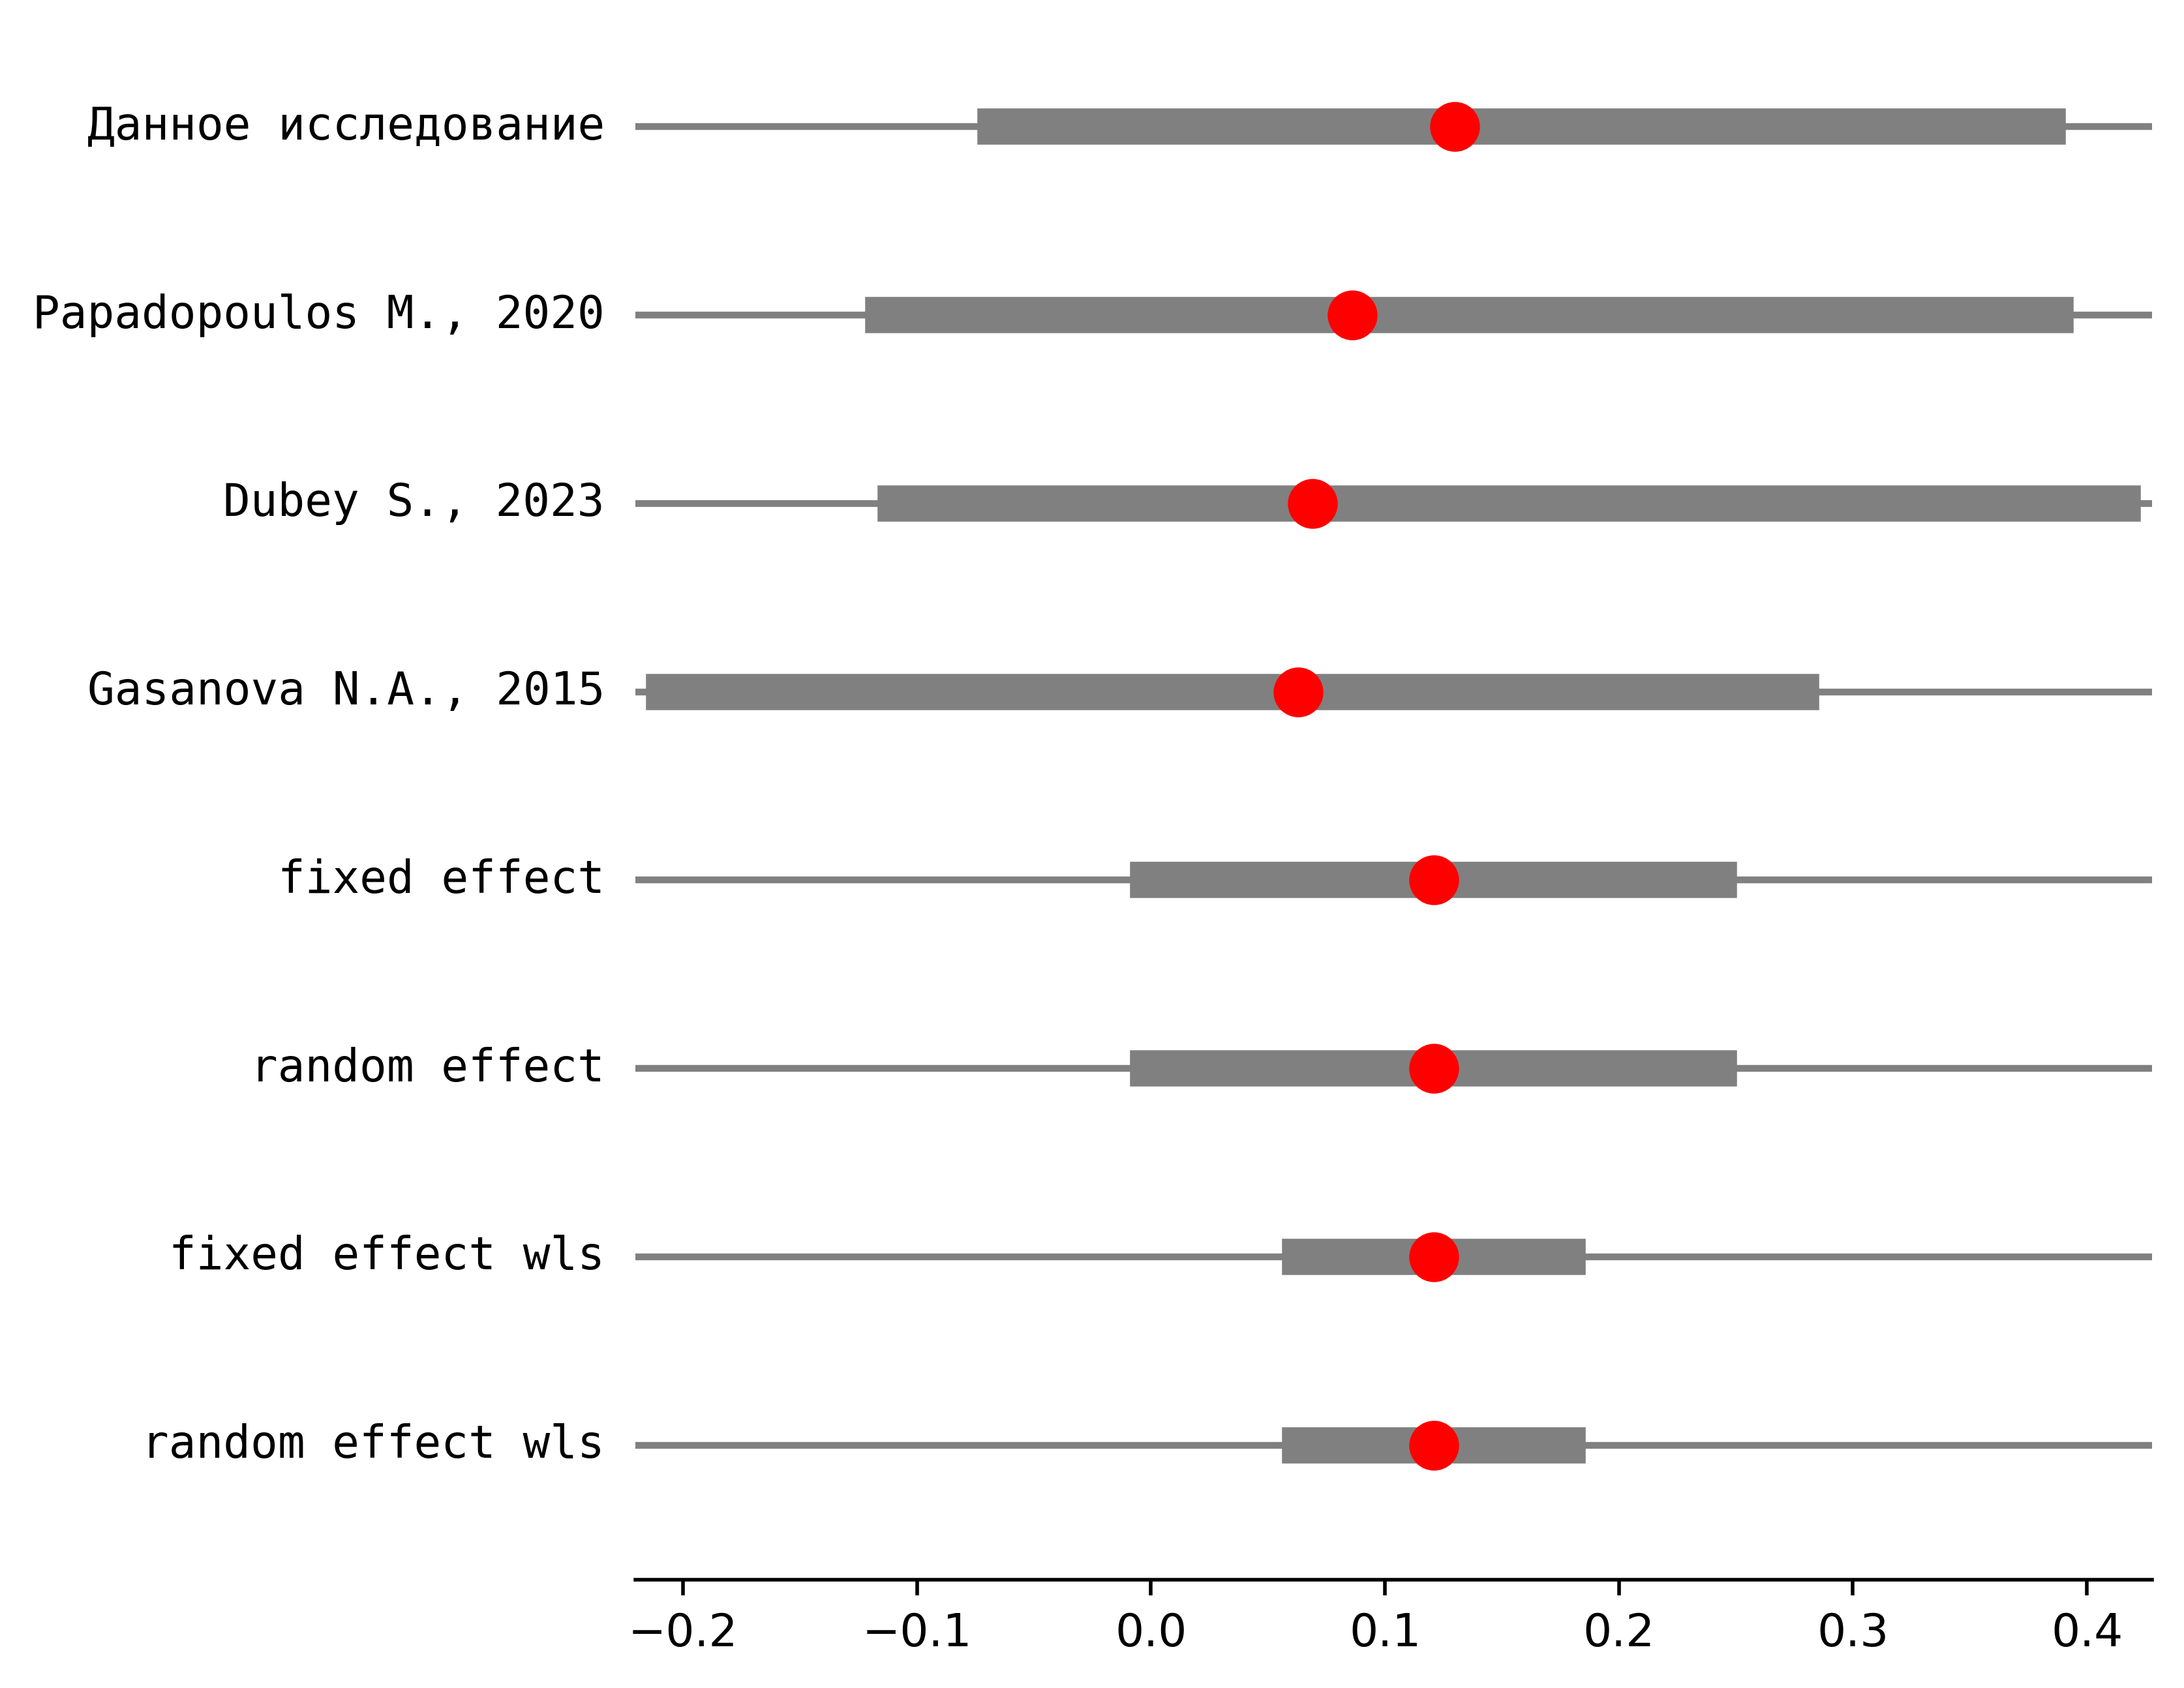 Данное исследование
Papadopoulos M., 2020
Dubey S., 2023
Gasanova N.A., 2015
fixed effect
random effect
fixed effect wls
random effect wls
−0.2 −0.1 0.0 0.1 0.2 0.3 0.4